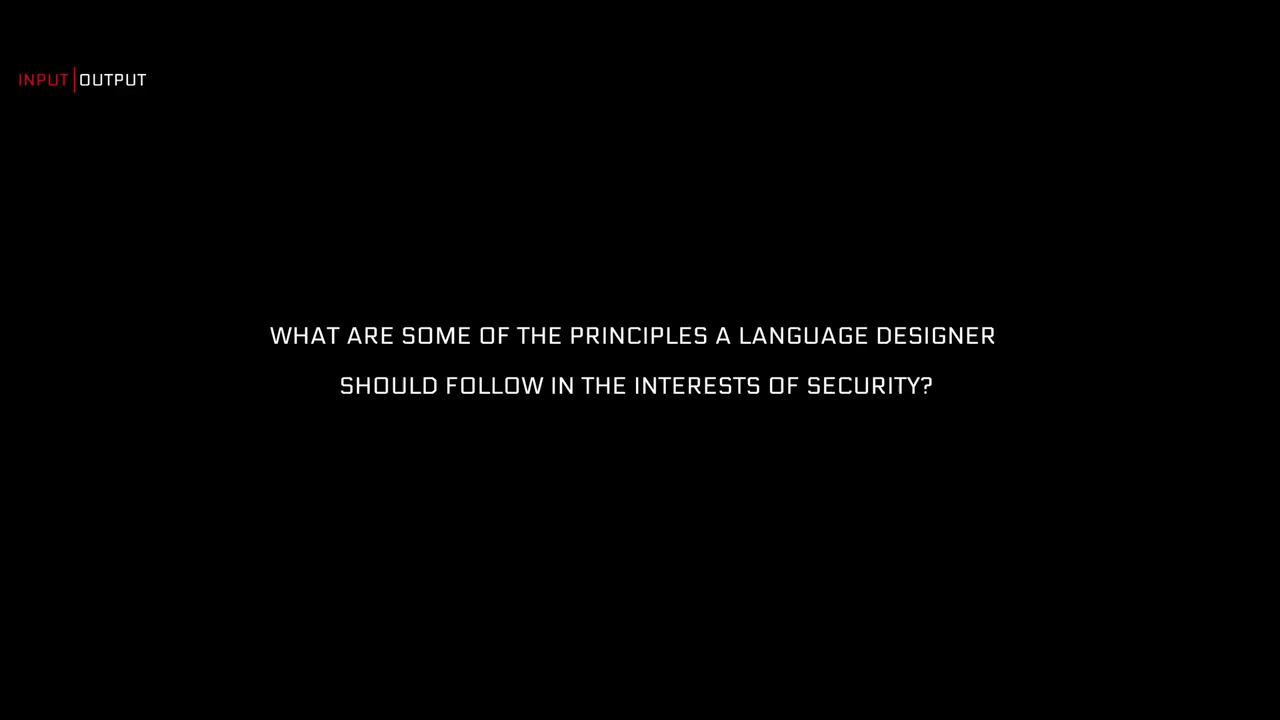 INPUT|OUTPUT
WHAT ARE SOME OF THE PRINCIPLES A LANGUAGE DESIGNER
SHOULD FOLLOW IN THE INTERESTS OF SECURITY?